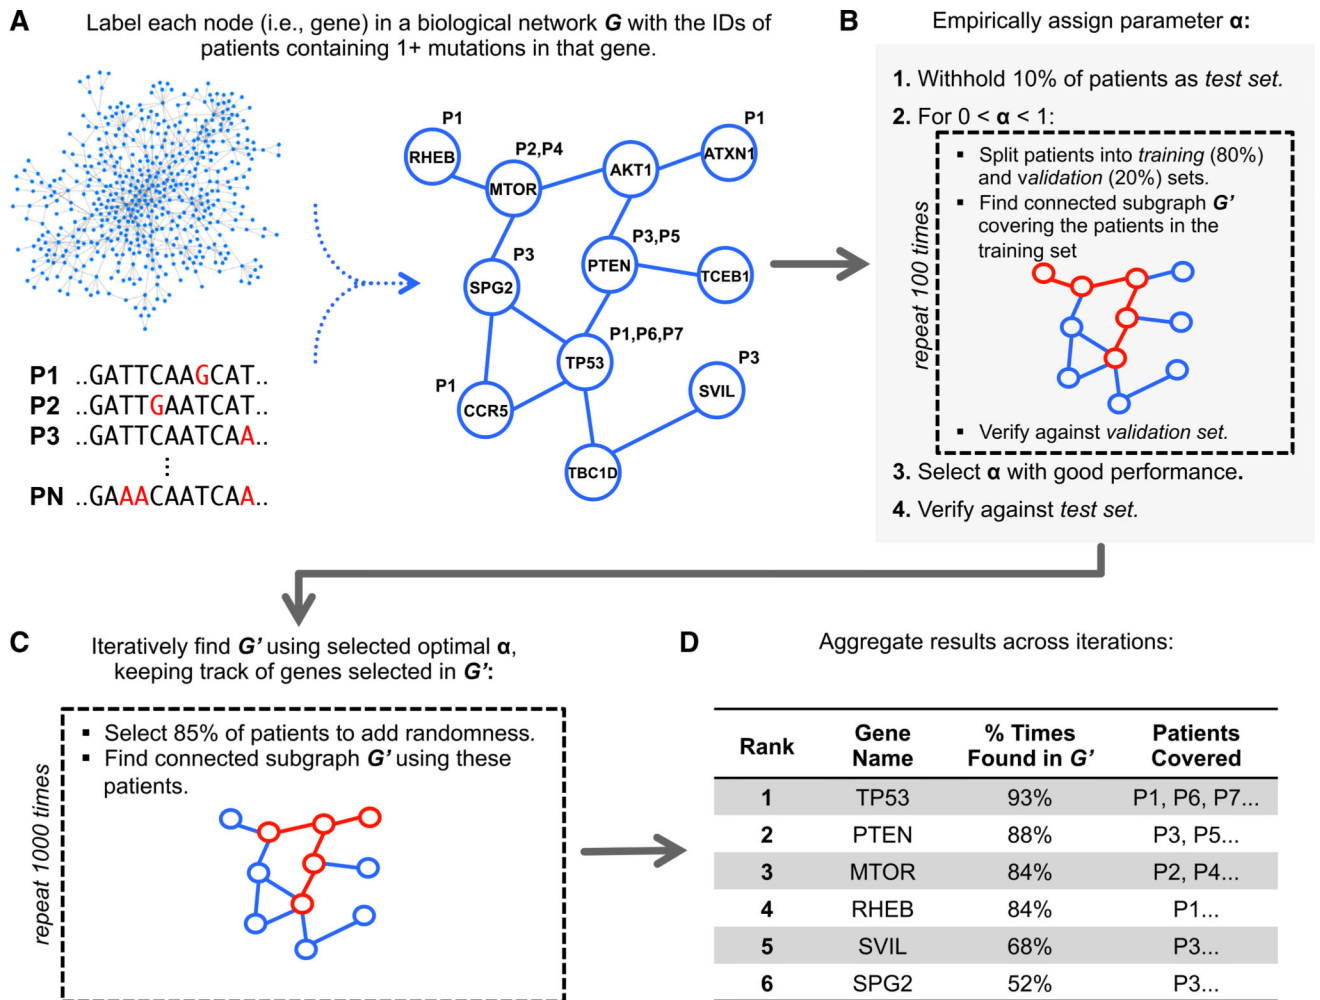 A
Label each node (i.e., gene) in a biological network G with the IDs of
patients containing 1+ mutations in that gene.
P1
RHEB
P2,P4
MTOR
AKT1
P1
ATXN1
P3
SPG2
P3,P5
PTEN
TCEB1
P1,P6,P7
TP53
P1
CCR5
P3
SVIL
TBC1D
P1 ..GATTCAAGCAT..
P2 ..GATTGAATCAT..
P3 ..GATTCAATCAA..
⋮
PN ..GAAACAATCAA..
B
Empirically assign parameter α:
1. Withhold 10% of patients as test set.
2. For 0 < α < 1:
repeat 100 times
▪ Split patients into training (80%)
and validation (20%) sets.
▪ Find connected subgraph G'
covering the patients in the
training set
▪ Verify against validation set.
3. Select α with good performance.
4. Verify against test set.
C
Iteratively find G' using selected optimal α,
keeping track of genes selected in G':
repeat 1000 times
▪ Select 85% of patients to add randomness.
▪ Find connected subgraph G' using these
patients.
D
Aggregate results across iterations:
Rank Gene Name % Times Found in G' Patients Covered
1 TP53 93% P1, P6, P7...
2 PTEN 88% P3, P5...
3 MTOR 84% P2, P4...
4 RHEB 84% P1...
5 SVIL 68% P3...
6 SPG2 52% P3...